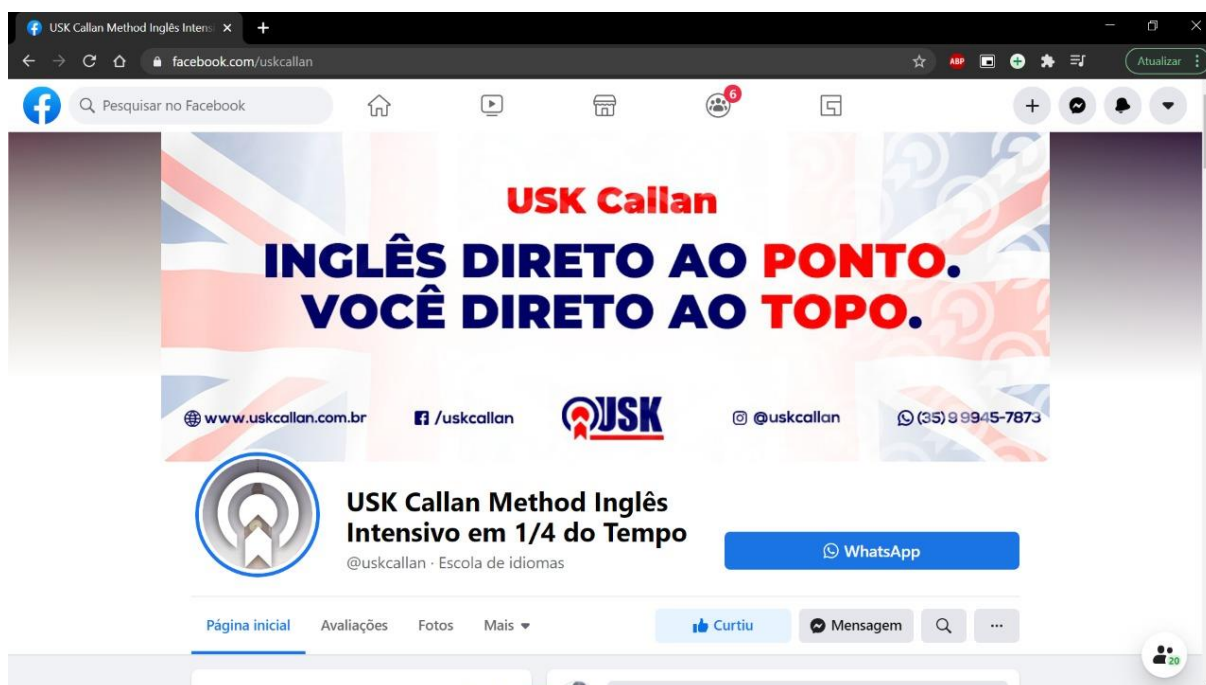 USK Callan Method Inglês Intensi
facebook.com/uskcallan
ABP
Atualizar
Pesquisar no Facebook
6
USK Callan
INGLÊS DIRETO AO PONTO.
VOCÊ DIRETO AO TOPO.
www.uskcallan.com.br /uskcallan USK @uskcallan (35) 9 9945-7873
USK Callan Method Inglês
Intensivo em 1/4 do Tempo
@uskcallan · Escola de idiomas
WhatsApp
Página inicial Avaliações Fotos Mais Curtiu Mensagem
20